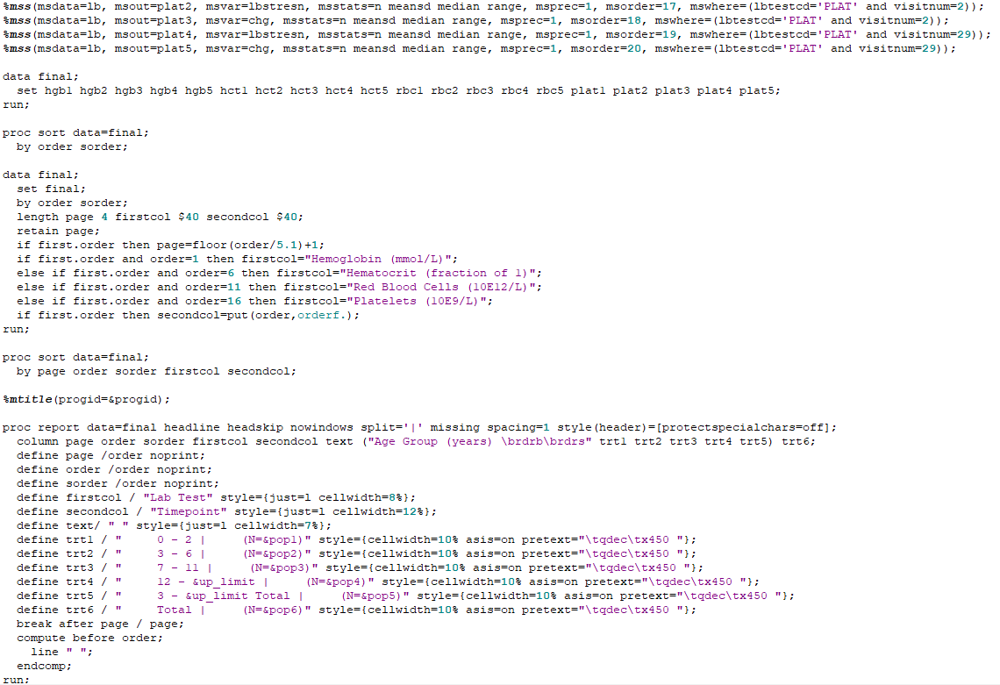 %mss(msdata=lb, msout=plat2, msvar=lbstresn, msstats=n meansd median range, msprec=1, msorder=17, mswhere=(lbtestcd='PLAT' and visitnum=2));
%mss(msdata=lb, msout=plat3, msvar=chg, msstats=n meansd median range, msprec=1, msorder=18, mswhere=(lbtestcd='PLAT' and visitnum=2));
%mss(msdata=lb, msout=plat4, msvar=lbstresn, msstats=n meansd median range, msprec=1, msorder=19, mswhere=(lbtestcd='PLAT' and visitnum=29));
%mss(msdata=lb, msout=plat5, msvar=chg, msstats=n meansd median range, msprec=1, msorder=20, mswhere=(lbtestcd='PLAT' and visitnum=29));

data final;
  set hgb1 hgb2 hgb3 hgb4 hgb5 hct1 hct2 hct3 hct4 hct5 rbc1 rbc2 rbc3 rbc4 rbc5 plat1 plat2 plat3 plat4 plat5;
run;

proc sort data=final;
  by order sorder;

data final;
  set final;
  by order sorder;
  length page 4 firstcol $40 secondcol $40;
  retain page;
  if first.order then page=floor(order/5.1)+1;
  if first.order and order=1 then firstcol="Hemoglobin (mmol/L)";
  else if first.order and order=6 then firstcol="Hematocrit (fraction of 1)";
  else if first.order and order=11 then firstcol="Red Blood Cells (10E12/L)";
  else if first.order and order=16 then firstcol="Platelets (10E9/L)";
  if first.order then secondcol=put(order,orderf.);
run;

proc sort data=final;
  by page order sorder firstcol secondcol;

%mtitle(progid=&progid);

proc report data=final headline headskip nowindows split='|' missing spacing=1 style(header)=[protectspecialchars=off];
  column page order sorder firstcol secondcol text ("Age Group (years) \brdrb\brdrs" trt1 trt2 trt3 trt4 trt5) trt6;
  define page /order noprint;
  define order /order noprint;
  define sorder /order noprint;
  define firstcol / "Lab Test" style={just=l cellwidth=8%};
  define secondcol / "Timepoint" style={just=l cellwidth=12%};
  define text/ " " style={just=l cellwidth=7%};
  define trt1 / "     0 - 2 |     (N=&pop1)" style={cellwidth=10% asis=on pretext="\tqdec\tx450 "};
  define trt2 / "     3 - 6 |     (N=&pop2)" style={cellwidth=10% asis=on pretext="\tqdec\tx450 "};
  define trt3 / "     7 - 11 |     (N=&pop3)" style={cellwidth=10% asis=on pretext="\tqdec\tx450 "};
  define trt4 / "     12 - &up_limit |     (N=&pop4)" style={cellwidth=10% asis=on pretext="\tqdec\tx450 "};
  define trt5 / "     3 - &up_limit Total |     (N=&pop5)" style={cellwidth=10% asis=on pretext="\tqdec\tx450 "};
  define trt6 / "     Total |     (N=&pop6)" style={cellwidth=10% asis=on pretext="\tqdec\tx450 "};
  break after page / page;
  compute before order;
    line " ";
  endcomp;
run;